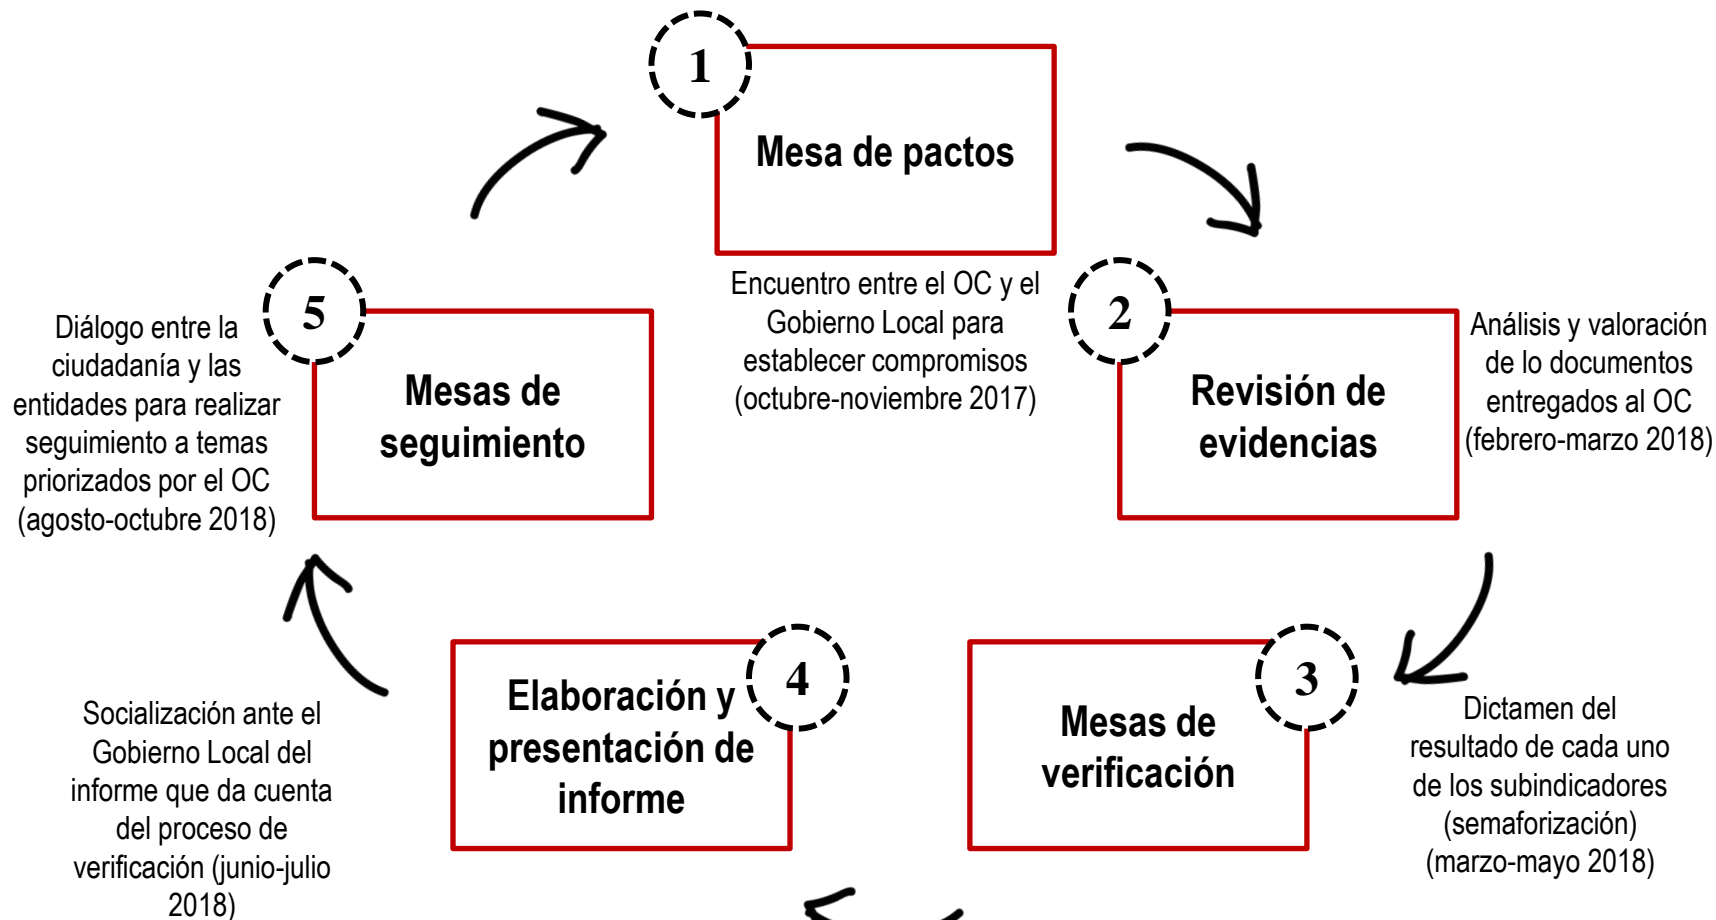 1
Mesa de pactos
Encuentro entre el OC y el
Gobierno Local para
establecer compromisos
(octubre-noviembre 2017)
2
Revisión de
evidencias
Análisis y valoración
de lo documentos
entregados al OC
(febrero-marzo 2018)
3
Mesas de
verificación
Dictamen del
resultado de cada uno
de los subindicadores
(semaforización)
(marzo-mayo 2018)
4
Elaboración y
presentación de
informe
Socialización ante el
Gobierno Local del
informe que da cuenta
del proceso de
verificación (junio-julio
2018)
5
Mesas de
seguimiento
Diálogo entre la
ciudadanía y las
entidades para realizar
seguimiento a temas
priorizados por el OC
(agosto-octubre 2018)